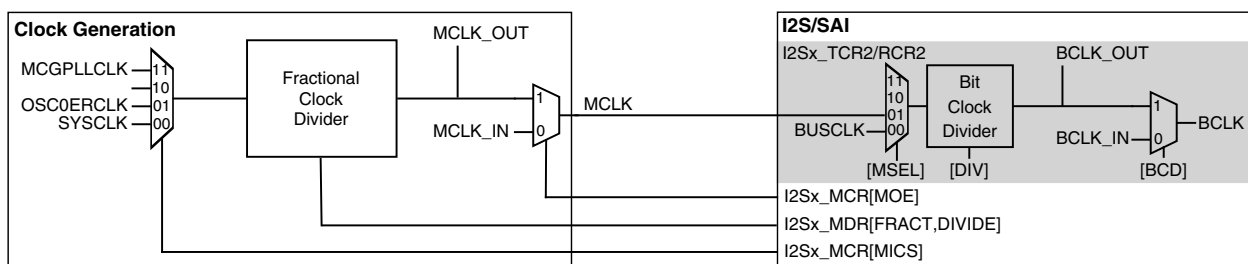 Clock Generation
MCGPLLCLK
11
10
OSC0ERCLK
01
SYSCLK
00
Fractional
Clock
Divider
MCLK_OUT
MCLK_IN
1
0
MCLK
I2S/SAI
I2Sx_TCR2/RCR2
11
10
01
BUSCLK
00
[MSEL]
Bit
Clock
Divider
[DIV]
BCLK_OUT
BCLK_IN
1
0
BCLK
[BCD]
I2Sx_MCR[MOE]
I2Sx_MDR[FRACT,DIVIDE]
I2Sx_MCR[MICS]